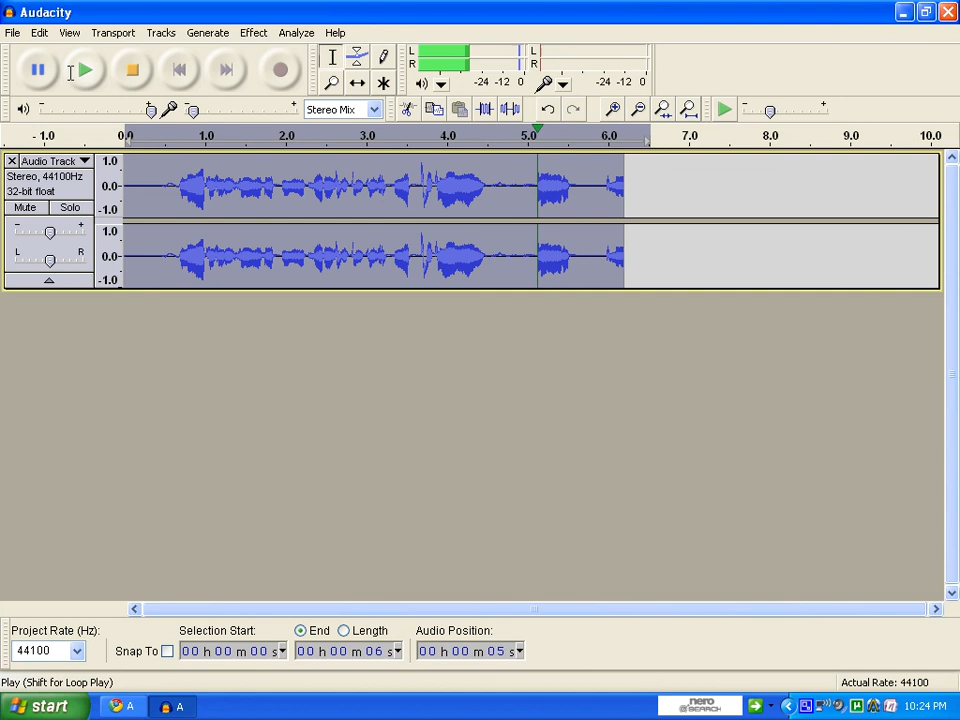 Audacity
File Edit View Transport Tracks Generate Effect Analyze Help
L
R
-24 -12 0
L
R
-24 -12 0
Stereo Mix
- 1.0 0.0 1.0 2.0 3.0 4.0 5.0 6.0 7.0 8.0 9.0 10.0
Audio Track
Stereo, 44100Hz
32-bit float
Mute Solo
- +
L R
1.0
0.0-
-1.0
1.0
0.0-
-1.0
Project Rate (Hz):
44100
Snap To
Selection Start:
00 h 00 m 00 s
End Length
00 h 00 m 06 s
Audio Position:
00 h 00 m 05 s
Play (Shift for Loop Play)
Actual Rate: 44100
start
A
A
nero
@SEARCH
10:24 PM